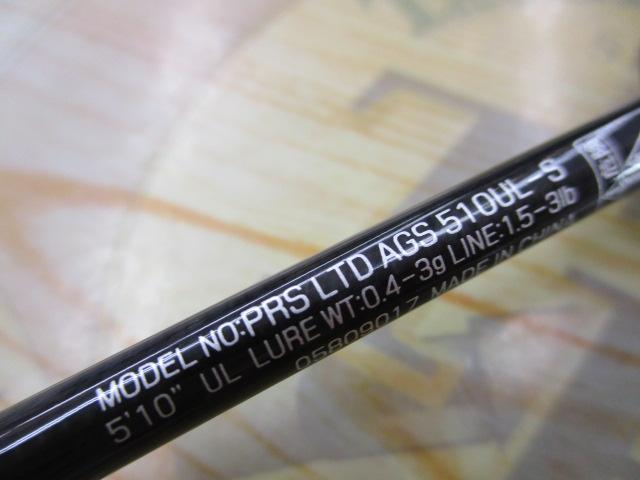 MODEL NO:PRS LTD AGS 510UL-S
5'10" UL LURE WT:0.4-3g LINE:1.5-3lb
05809017 MADE IN CHINA